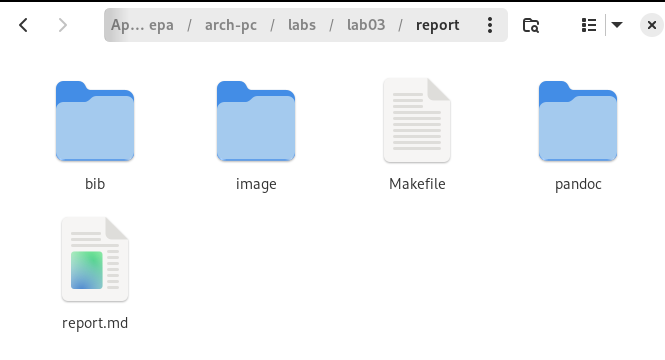 Ap… epa / arch-pc / labs / lab03 / report
bib
image
Makefile
pandoc
report.md